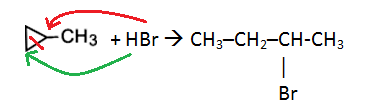 CH₃ + HBr → CH₃–CH₂–CH-CH₃
|
Br